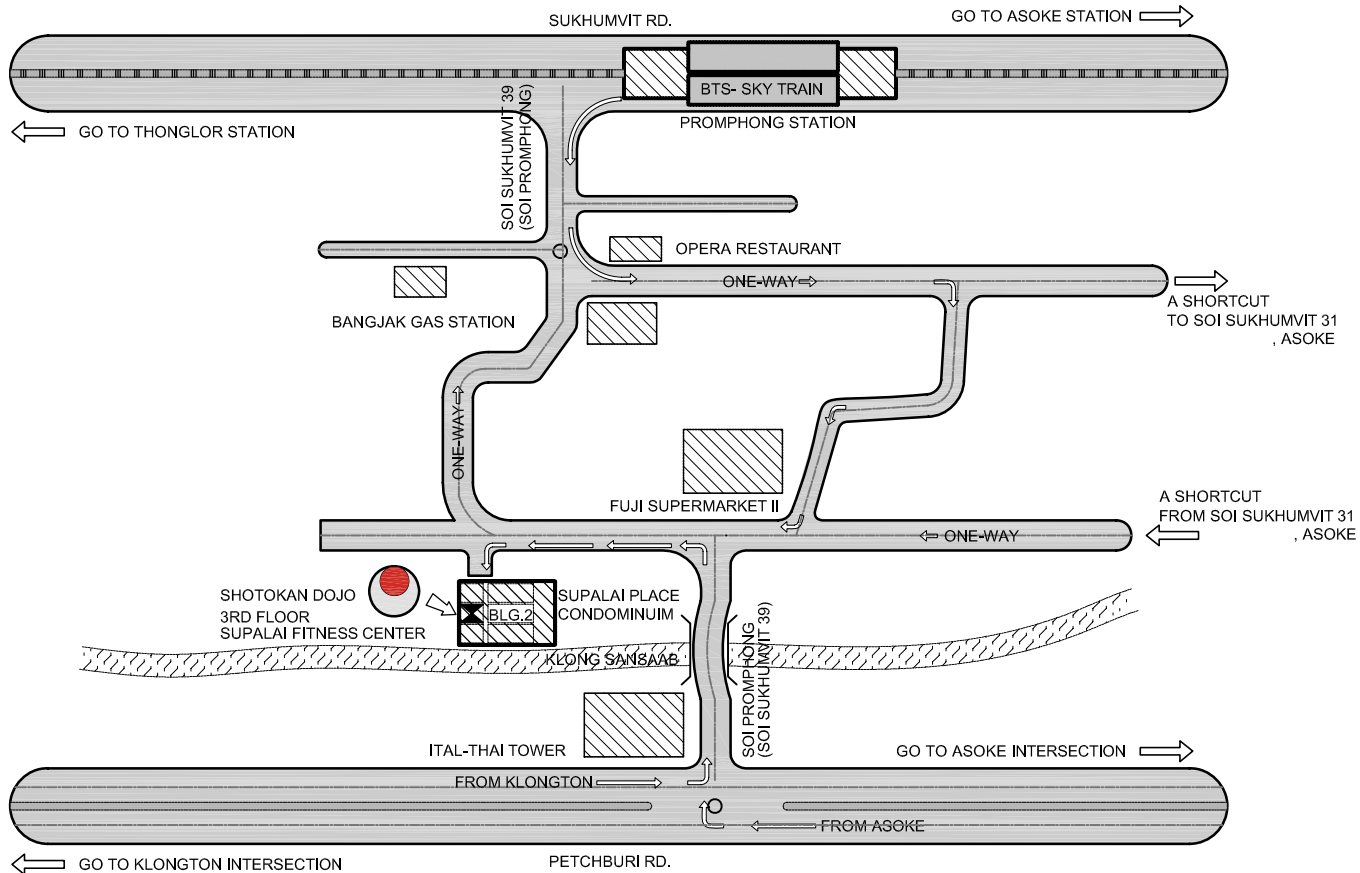 SUKHUMVIT RD.
GO TO ASOKE STATION
BTS- SKY TRAIN
PROMPHONG STATION
GO TO THONGLOR STATION
SOI SUKHUMVIT 39
(SOI PROMPHONG)
OPERA RESTAURANT
ONE-WAY
A SHORTCUT
TO SOI SUKHUMVIT 31
, ASOKE
BANGJAK GAS STATION
ONE-WAY
FUJI SUPERMARKET II
A SHORTCUT
FROM SOI SUKHUMVIT 31
, ASOKE
ONE-WAY
SHOTOKAN DOJO
3RD FLOOR
SUPALAI FITNESS CENTER
BLG.2
SUPALAI PLACE
CONDOMINUIM
KLONG SANSAAB
SOI PROMPHONG
(SOI SUKHUMVIT 39)
ITAL-THAI TOWER
GO TO ASOKE INTERSECTION
FROM KLONGTON
FROM ASOKE
GO TO KLONGTON INTERSECTION
PETCHBURI RD.